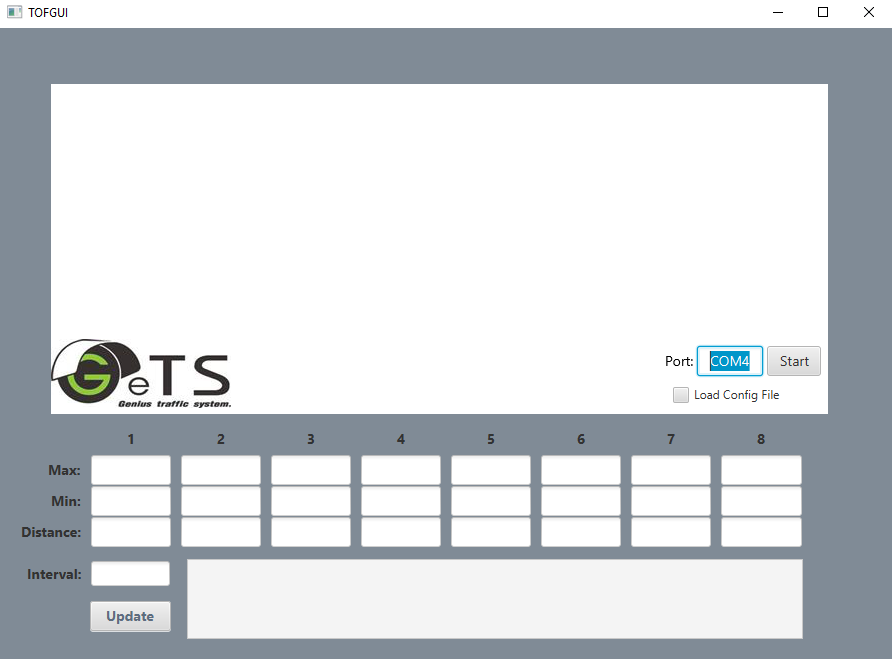 TOFGUI
GeTS
Genius traffic system.
Port: COM4 Start
Load Config File
1 2 3 4 5 6 7 8
Max:
Min:
Distance:
Interval:
Update